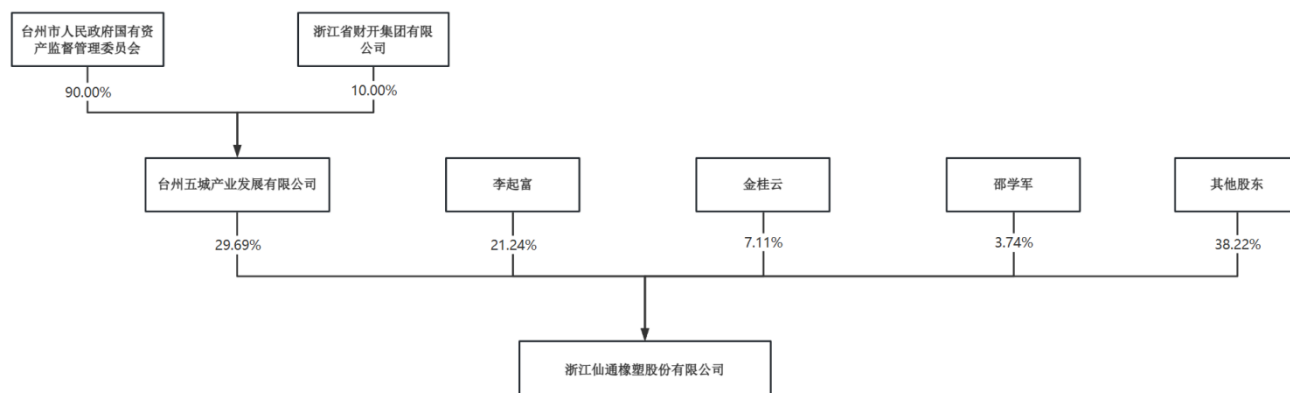 台州市人民政府国有资
产监督管理委员会
浙江省财开集团有限
公司
90.00%
10.00%
台州五城产业发展有限公司
李起富
金桂云
邵学军
其他股东
29.69%
21.24%
7.11%
3.74%
38.22%
浙江仙通橡塑股份有限公司